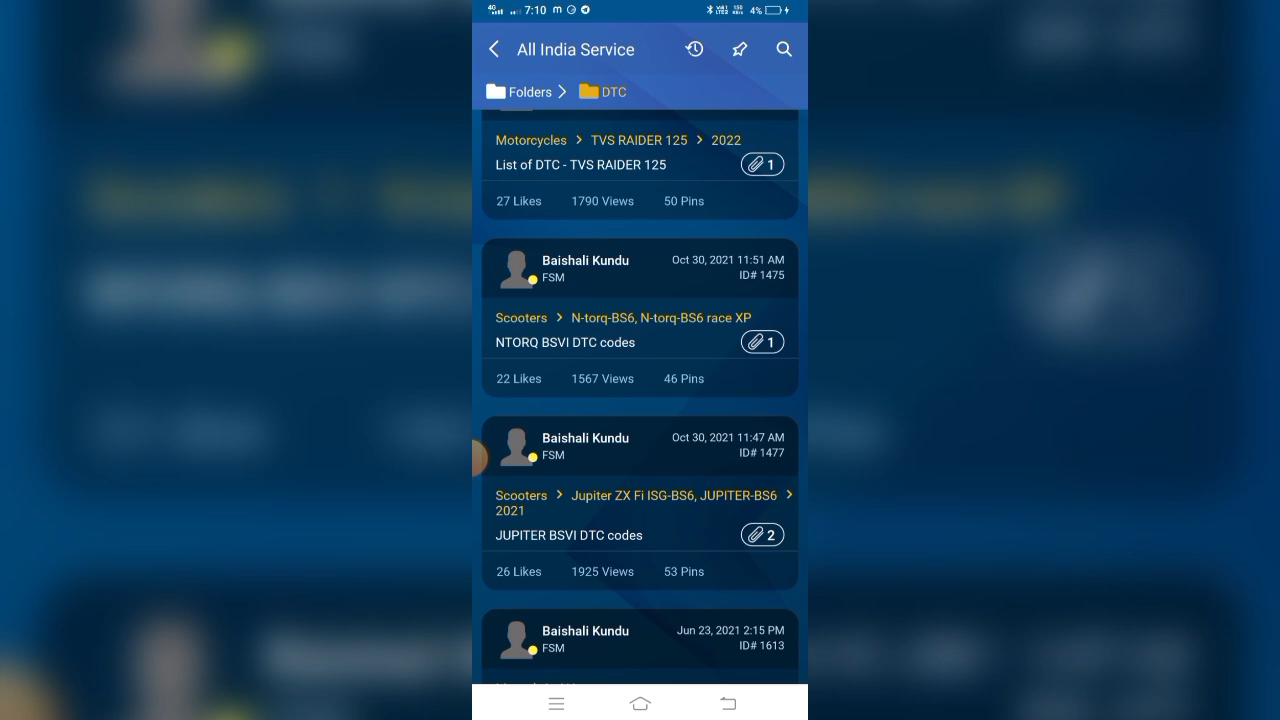 4G 7:10 m 4%
All India Service
Folders > DTC
Motorcycles > TVS RAIDER 125 > 2022
List of DTC - TVS RAIDER 125 1
27 Likes 1790 Views 50 Pins
Baishali Kundu Oct 30, 2021 11:51 AM
FSM ID# 1475
Scooters > N-torq-BS6, N-torq-BS6 race XP
NTORQ BSVI DTC codes 1
22 Likes 1567 Views 46 Pins
Baishali Kundu Oct 30, 2021 11:47 AM
FSM ID# 1477
Scooters > Jupiter ZX Fi ISG-BS6, JUPITER-BS6 >
2021
JUPITER BSVI DTC codes 2
26 Likes 1925 Views 53 Pins
Baishali Kundu Jun 23, 2021 2:15 PM
FSM ID# 1613